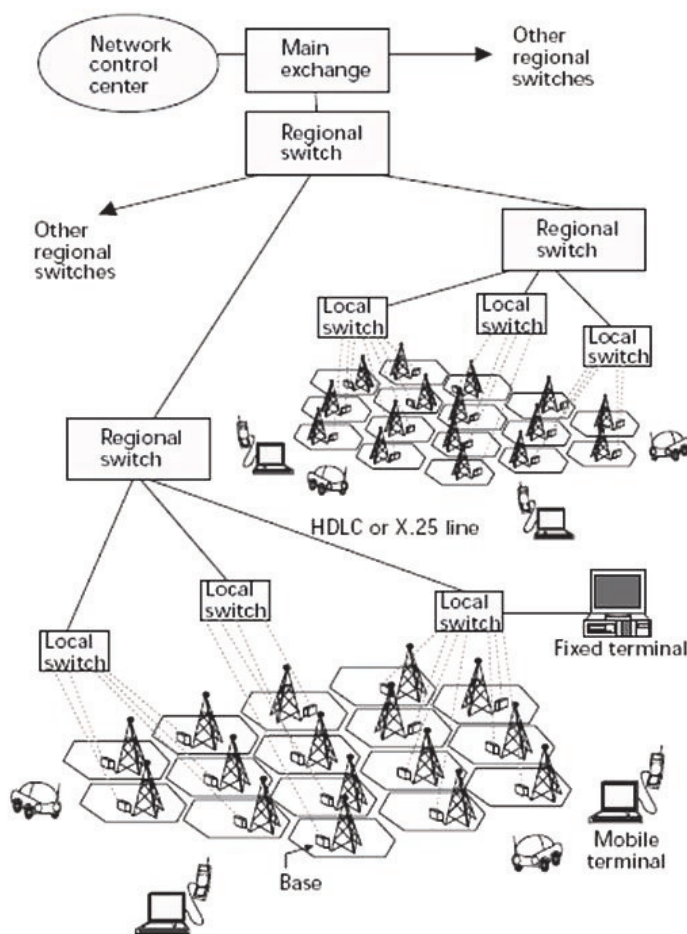 Network
control
center
Main
exchange
Other
regional
switches
Regional
switch
Other
regional
switches
Regional
switch
Local
switch
Local
switch
Local
switch
Regional
switch
HDLC or X.25 line
Local
switch
Local
switch
Local
switch
Fixed terminal
Mobile
terminal
Base